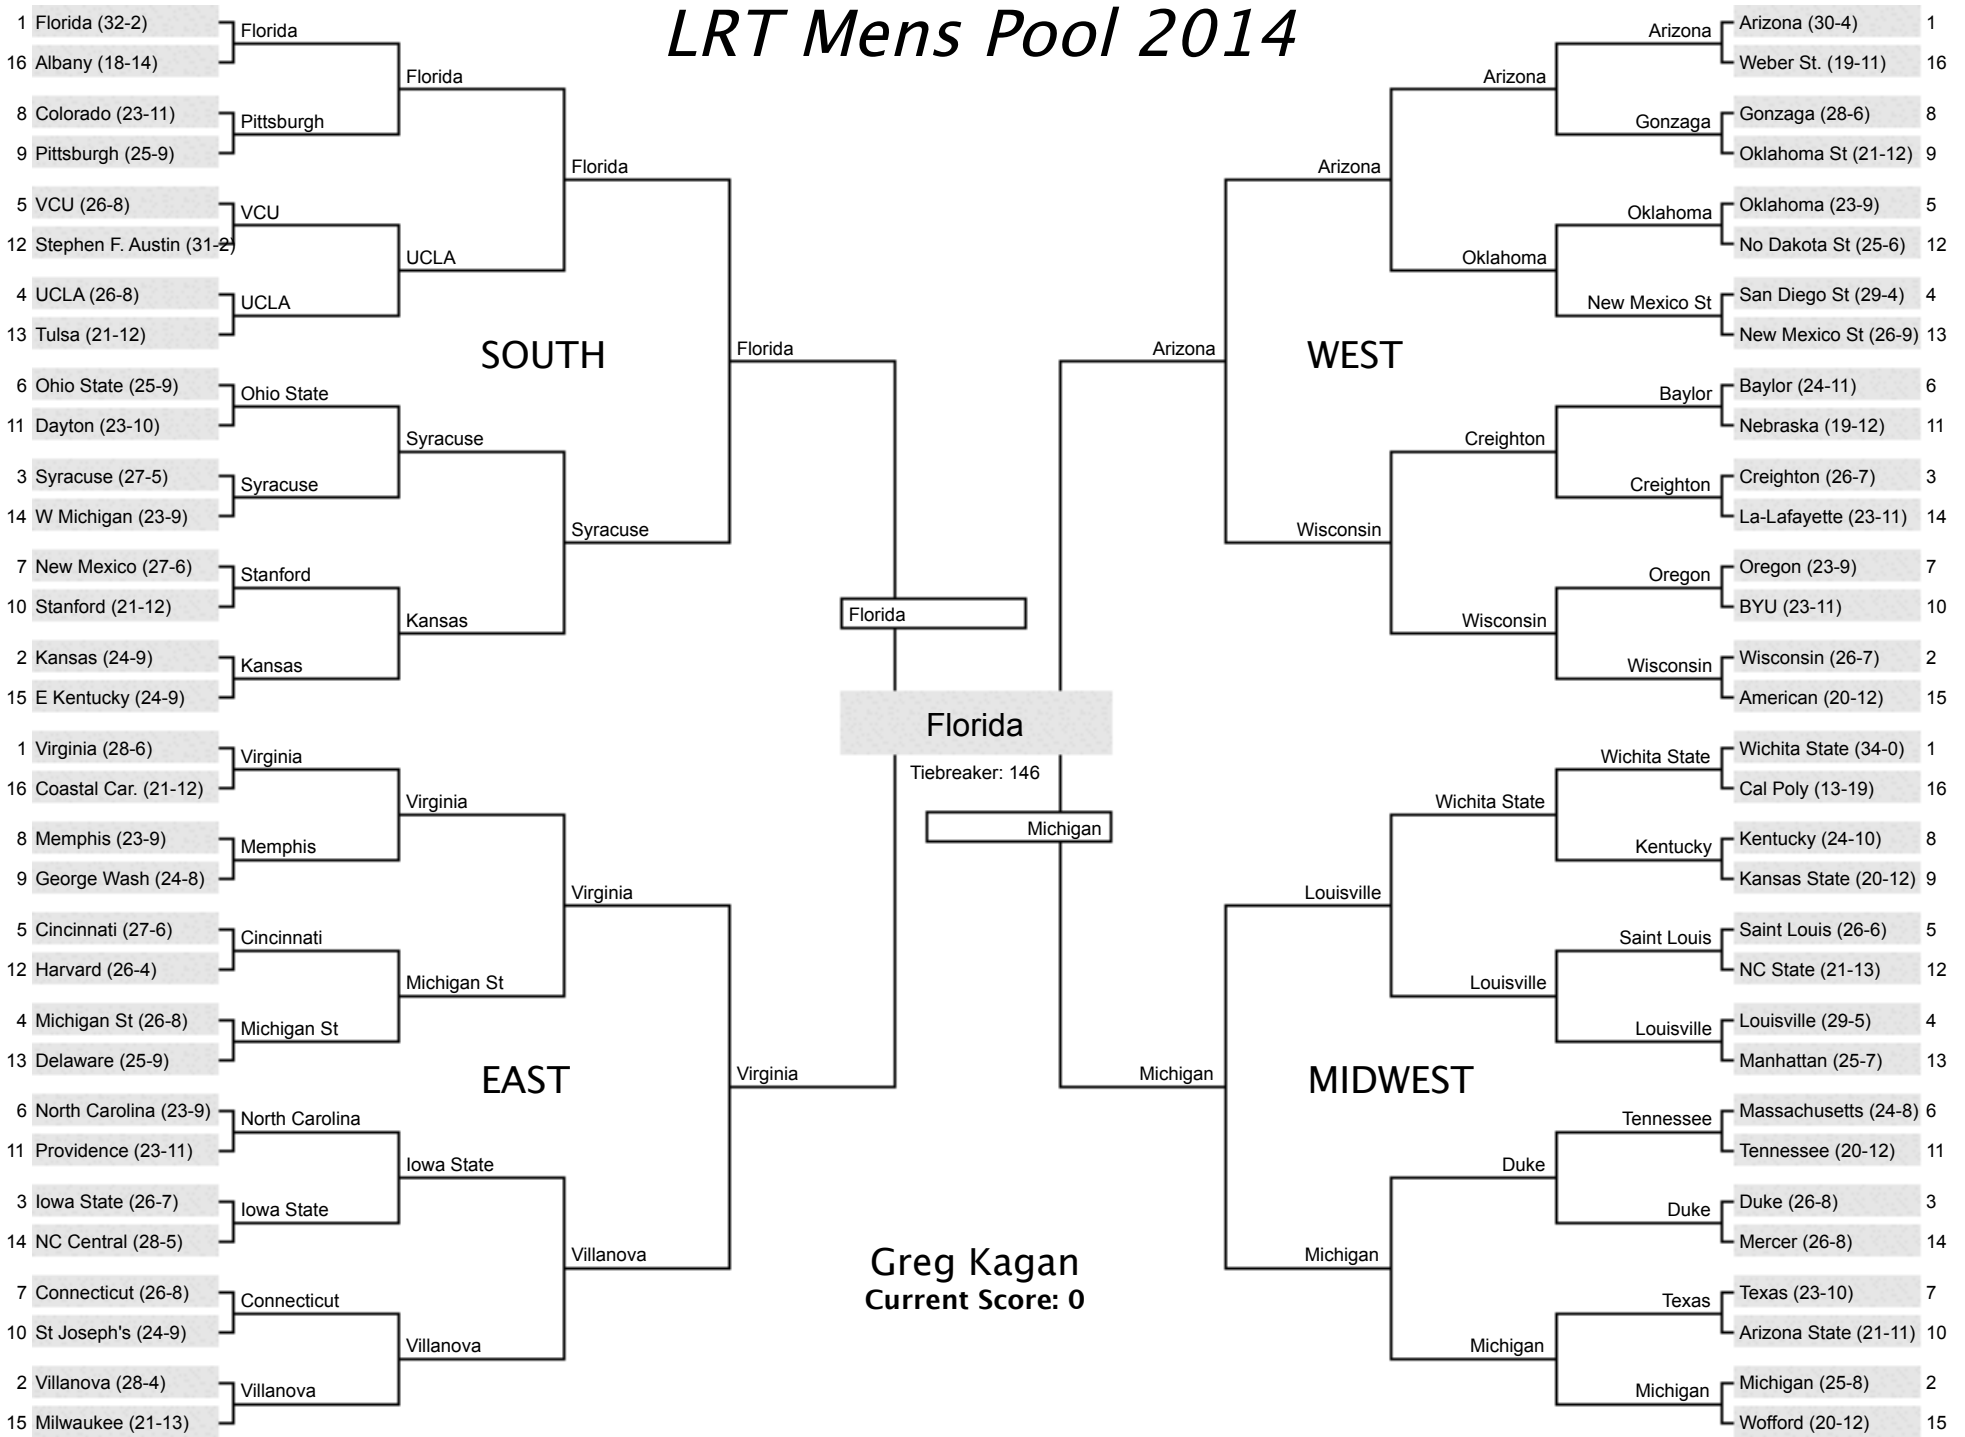 LRT Mens Pool 2014
1 Florida (32-2)
Florida
16 Albany (18-14)
Florida
8 Colorado (23-11)
Pittsburgh
9 Pittsburgh (25-9)
Florida
5 VCU (26-8)
VCU
12 Stephen F. Austin (31-2)
UCLA
4 UCLA (26-8)
UCLA
13 Tulsa (21-12)
SOUTH
Florida
6 Ohio State (25-9)
Ohio State
11 Dayton (23-10)
Syracuse
3 Syracuse (27-5)
Syracuse
14 W Michigan (23-9)
Syracuse
7 New Mexico (27-6)
Stanford
10 Stanford (21-12)
Kansas
2 Kansas (24-9)
Kansas
15 E Kentucky (24-9)
1 Virginia (28-6)
Virginia
16 Coastal Car. (21-12)
Virginia
8 Memphis (23-9)
Memphis
9 George Wash (24-8)
Virginia
5 Cincinnati (27-6)
Cincinnati
12 Harvard (26-4)
Michigan St
4 Michigan St (26-8)
Michigan St
13 Delaware (25-9)
EAST
Virginia
6 North Carolina (23-9)
North Carolina
11 Providence (23-11)
Iowa State
3 Iowa State (26-7)
Iowa State
14 NC Central (28-5)
Villanova
7 Connecticut (26-8)
Connecticut
10 St Joseph's (24-9)
Villanova
2 Villanova (28-4)
Villanova
15 Milwaukee (21-13)
Florida
Florida
Tiebreaker: 146
Michigan
Greg Kagan
Current Score: 0
Arizona (30-4) 1
Arizona
Weber St. (19-11) 16
Arizona
Gonzaga (28-6) 8
Gonzaga
Oklahoma St (21-12) 9
Arizona
Oklahoma (23-9) 5
Oklahoma
No Dakota St (25-6) 12
Oklahoma
San Diego St (29-4) 4
New Mexico St
New Mexico St (26-9) 13
Arizona
WEST
Baylor (24-11) 6
Baylor
Nebraska (19-12) 11
Creighton
Creighton (26-7) 3
Creighton
La-Lafayette (23-11) 14
Wisconsin
Oregon (23-9) 7
Oregon
BYU (23-11) 10
Wisconsin
Wisconsin (26-7) 2
Wisconsin
American (20-12) 15
Wichita State (34-0) 1
Wichita State
Cal Poly (13-19) 16
Wichita State
Kentucky (24-10) 8
Kentucky
Kansas State (20-12) 9
Louisville
Saint Louis (26-6) 5
Saint Louis
NC State (21-13) 12
Louisville
Louisville (29-5) 4
Louisville
Manhattan (25-7) 13
Michigan
MIDWEST
Massachusetts (24-8) 6
Tennessee
Tennessee (20-12) 11
Duke
Duke (26-8) 3
Duke
Mercer (26-8) 14
Michigan
Texas (23-10) 7
Texas
Arizona State (21-11) 10
Michigan
Michigan (25-8) 2
Michigan
Wofford (20-12) 15